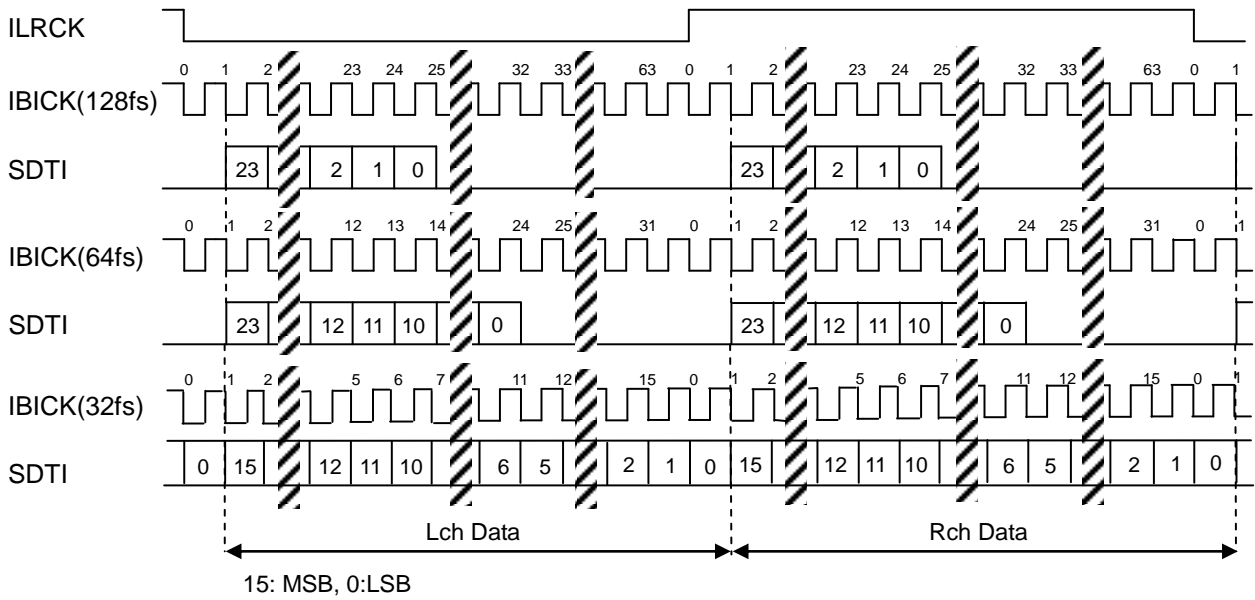 ILRCK
0 1 2 23 24 25 32 33 63 0 1 2 23 24 25 32 33 63 0 1
IBICK(128fs)
SDTI 23 2 1 0 23 2 1 0
0 1 2 12 13 14 24 25 31 0 1 2 12 13 14 24 25 31 0 1
IBICK(64fs)
SDTI 23 12 11 10 0 23 12 11 10 0
0 1 2 5 6 7 11 12 15 0 1 2 5 6 7 11 12 15 0 1
IBICK(32fs)
SDTI 0 15 12 11 10 6 5 2 1 0 15 12 11 10 6 5 2 1 0
Lch Data Rch Data
15: MSB, 0:LSB